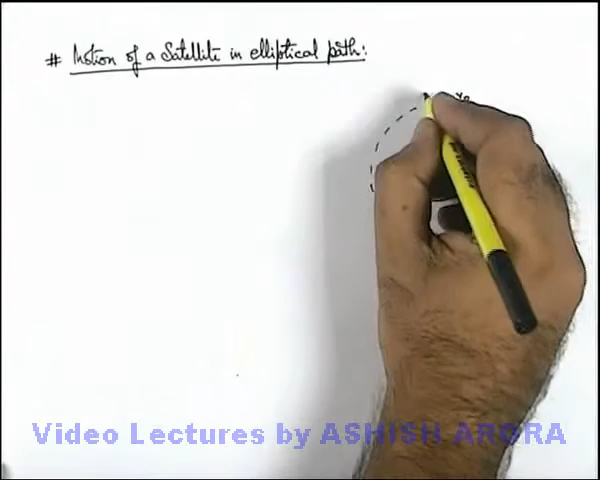 # Motion of a Satellite in elliptical path:
Video Lectures by ASHISH ARORA